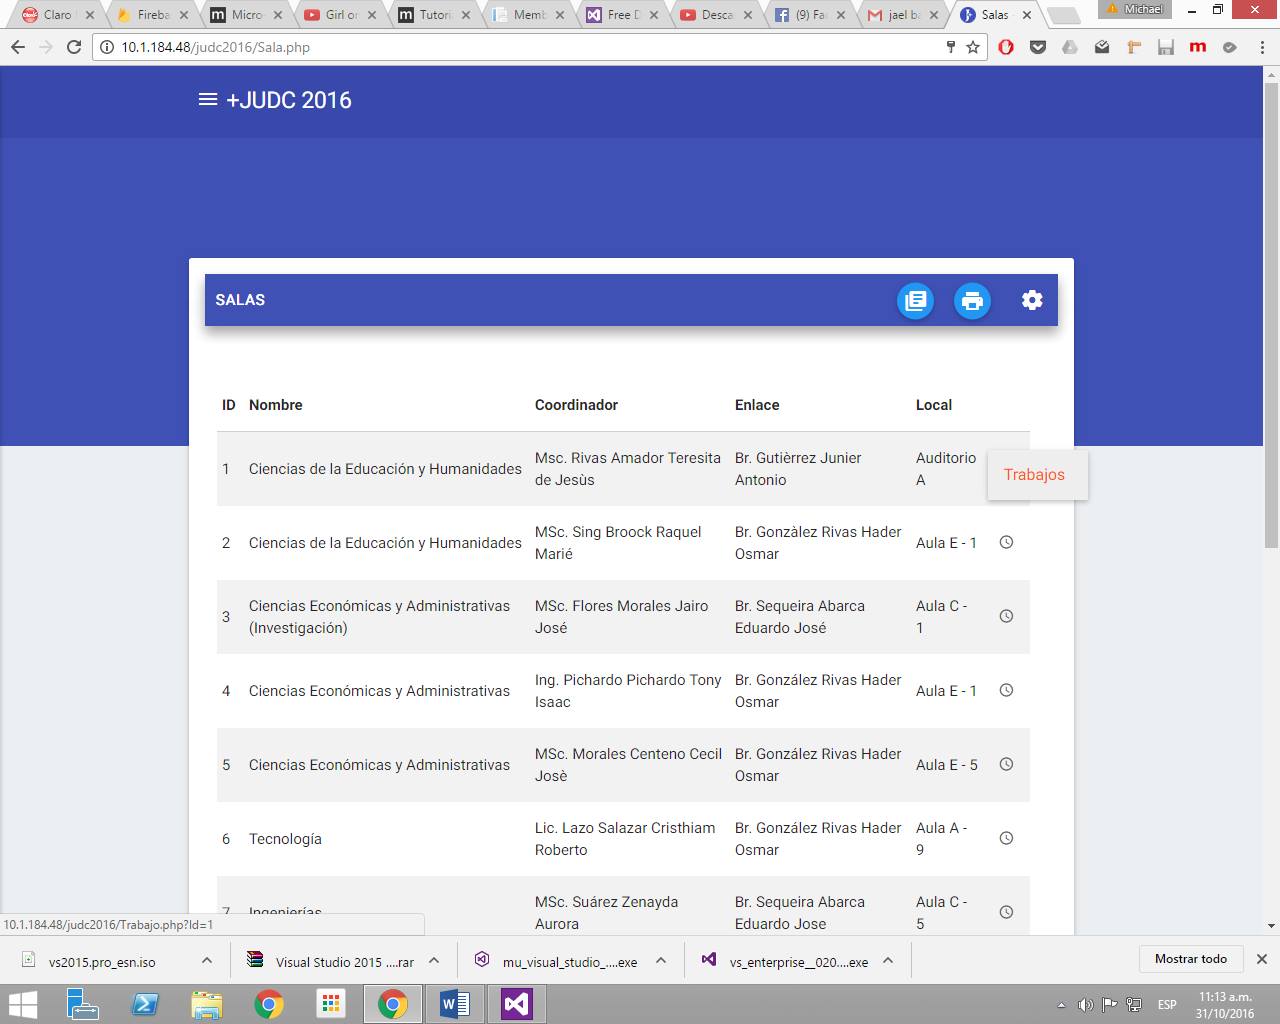 Claro
Fireba
Micro
Girl or
Tutori
Memb
Free D
Desca
(9) Fa
jael ba
Salas
Michael
10.1.184.48/judc2016/Sala.php
+JUDC 2016
SALAS
ID Nombre Coordinador Enlace Local
1 Ciencias de la Educación y Humanidades Msc. Rivas Amador Teresita de Jesùs Br. Gutièrrez Junier Antonio Auditorio A
Trabajos
2 Ciencias de la Educación y Humanidades MSc. Sing Broock Raquel Marié Br. Gonzàlez Rivas Hader Osmar Aula E - 1
3 Ciencias Económicas y Administrativas (Investigación) MSc. Flores Morales Jairo José Br. Sequeira Abarca Eduardo José Aula C - 1
4 Ciencias Económicas y Administrativas Ing. Pichardo Pichardo Tony Isaac Br. González Rivas Hader Osmar Aula E - 1
5 Ciencias Económicas y Administrativas MSc. Morales Centeno Cecil Josè Br. González Rivas Hader Osmar Aula E - 5
6 Tecnología Lic. Lazo Salazar Cristhiam Roberto Br. González Rivas Hader Osmar Aula A - 9
7 Ingenierías MSc. Suárez Zenayda Aurora Br. Sequeira Abarca Eduardo Jose Aula C - 5
10.1.184.48/judc2016/Trabajo.php?Id=1
vs2015.pro_esn.iso
Visual Studio 2015 ....rar
mu_visual_studio_....exe
vs_enterprise__020....exe
Mostrar todo
ESP
11:13 a.m.
31/10/2016